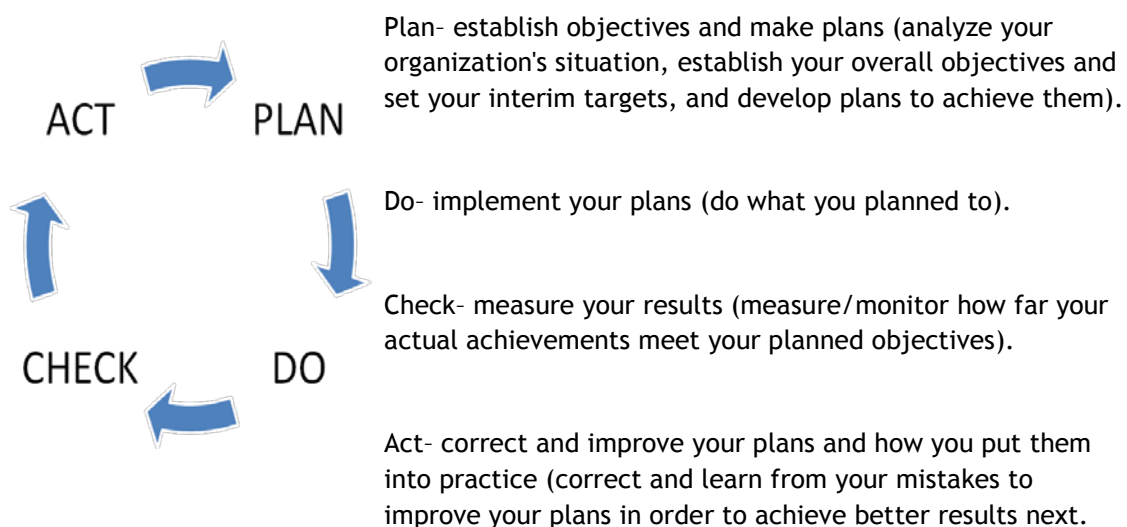 ACT
PLAN
CHECK
DO
Plan– establish objectives and make plans (analyze your
organization's situation, establish your overall objectives and
set your interim targets, and develop plans to achieve them).
Do– implement your plans (do what you planned to).
Check– measure your results (measure/monitor how far your
actual achievements meet your planned objectives).
Act– correct and improve your plans and how you put them
into practice (correct and learn from your mistakes to
improve your plans in order to achieve better results next.